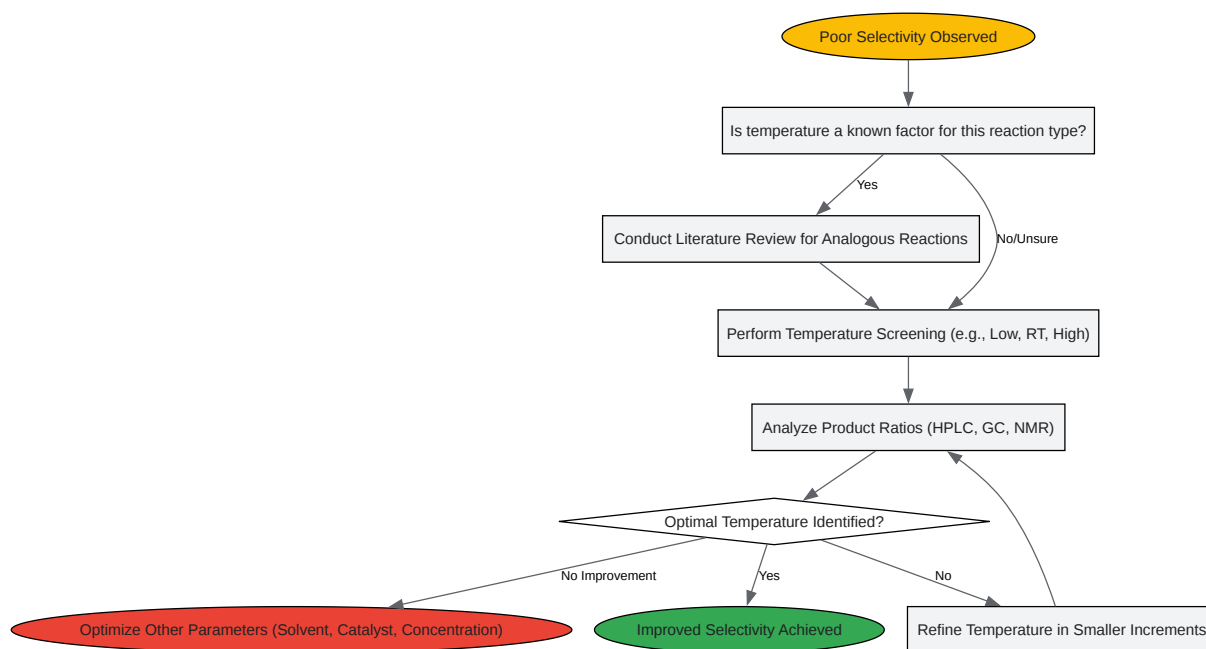 Poor Selectivity Observed
Is temperature a known factor for this reaction type?
Yes
Conduct Literature Review for Analogous Reactions
No/Unsure
Perform Temperature Screening (e.g., Low, RT, High)
Analyze Product Ratios (HPLC, GC, NMR)
Optimal Temperature Identified?
No Improvement
Yes
No
Optimize Other Parameters (Solvent, Catalyst, Concentration)
Improved Selectivity Achieved
Refine Temperature in Smaller Increments